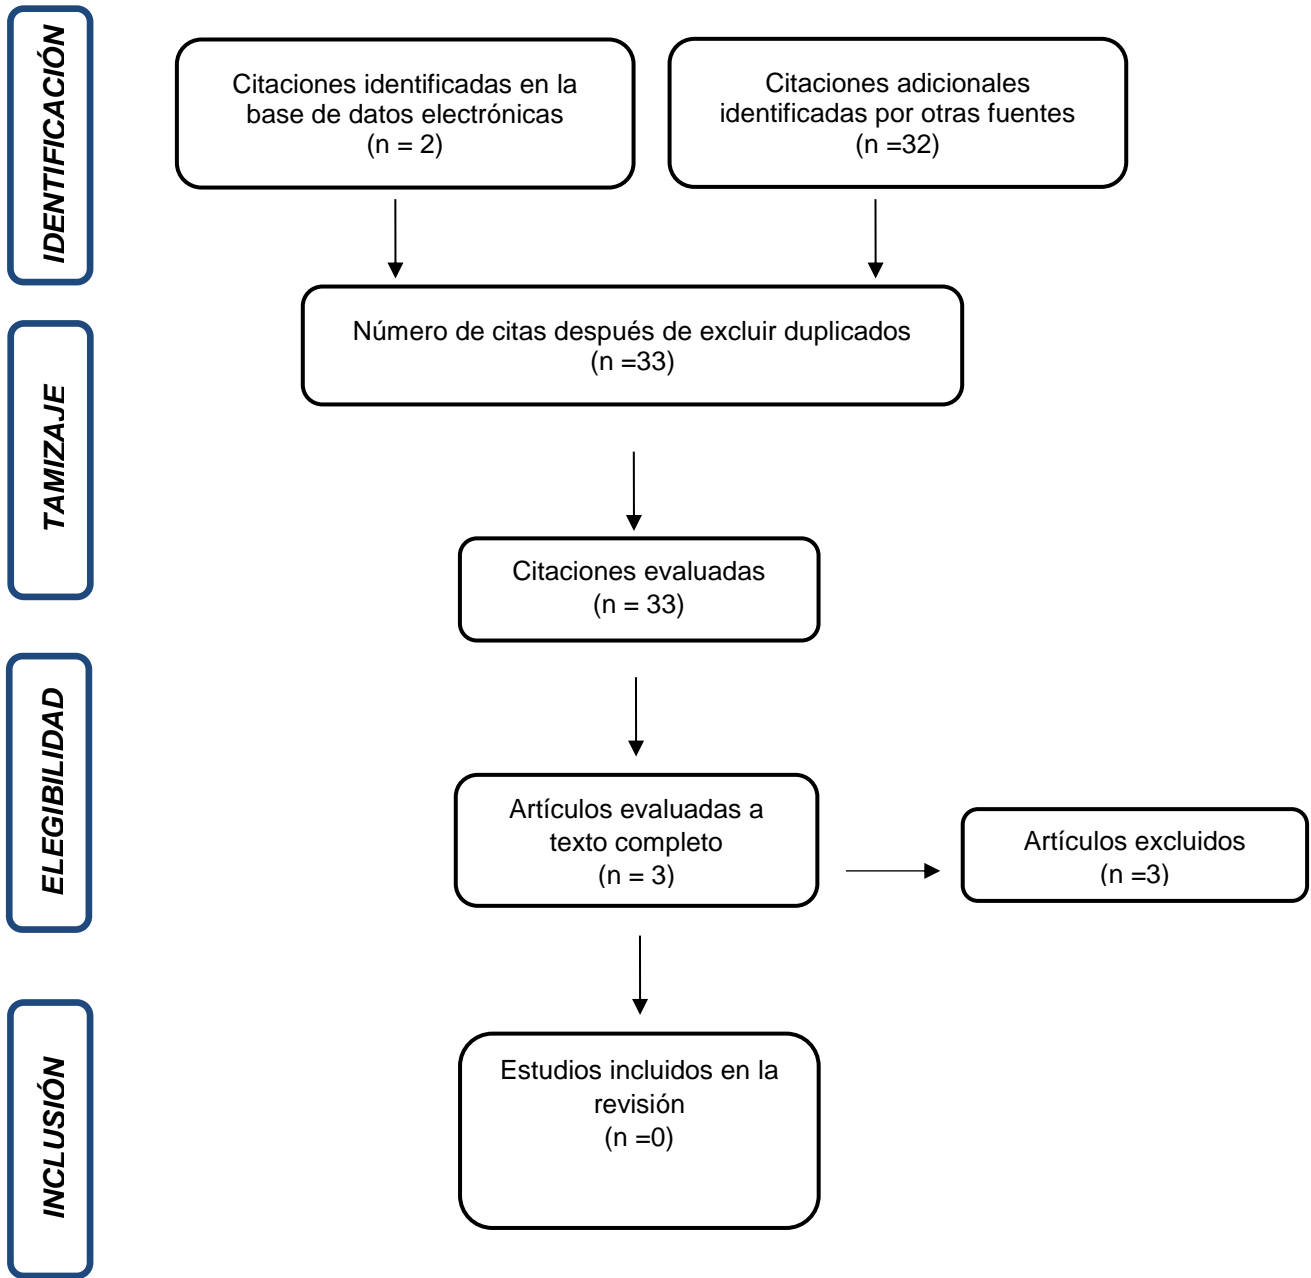 IDENTIFICACIÓN
Citaciones identificadas en la
base de datos electrónicas
(n = 2)
Citaciones adicionales
identificadas por otras fuentes
(n =32)
Número de citas después de excluir duplicados
(n =33)
TAMIZAJE
Citaciones evaluadas
(n = 33)
ELEGIBILIDAD
Artículos evaluadas a
texto completo
(n = 3)
Artículos excluidos
(n =3)
INCLUSIÓN
Estudios incluidos en la
revisión
(n =0)